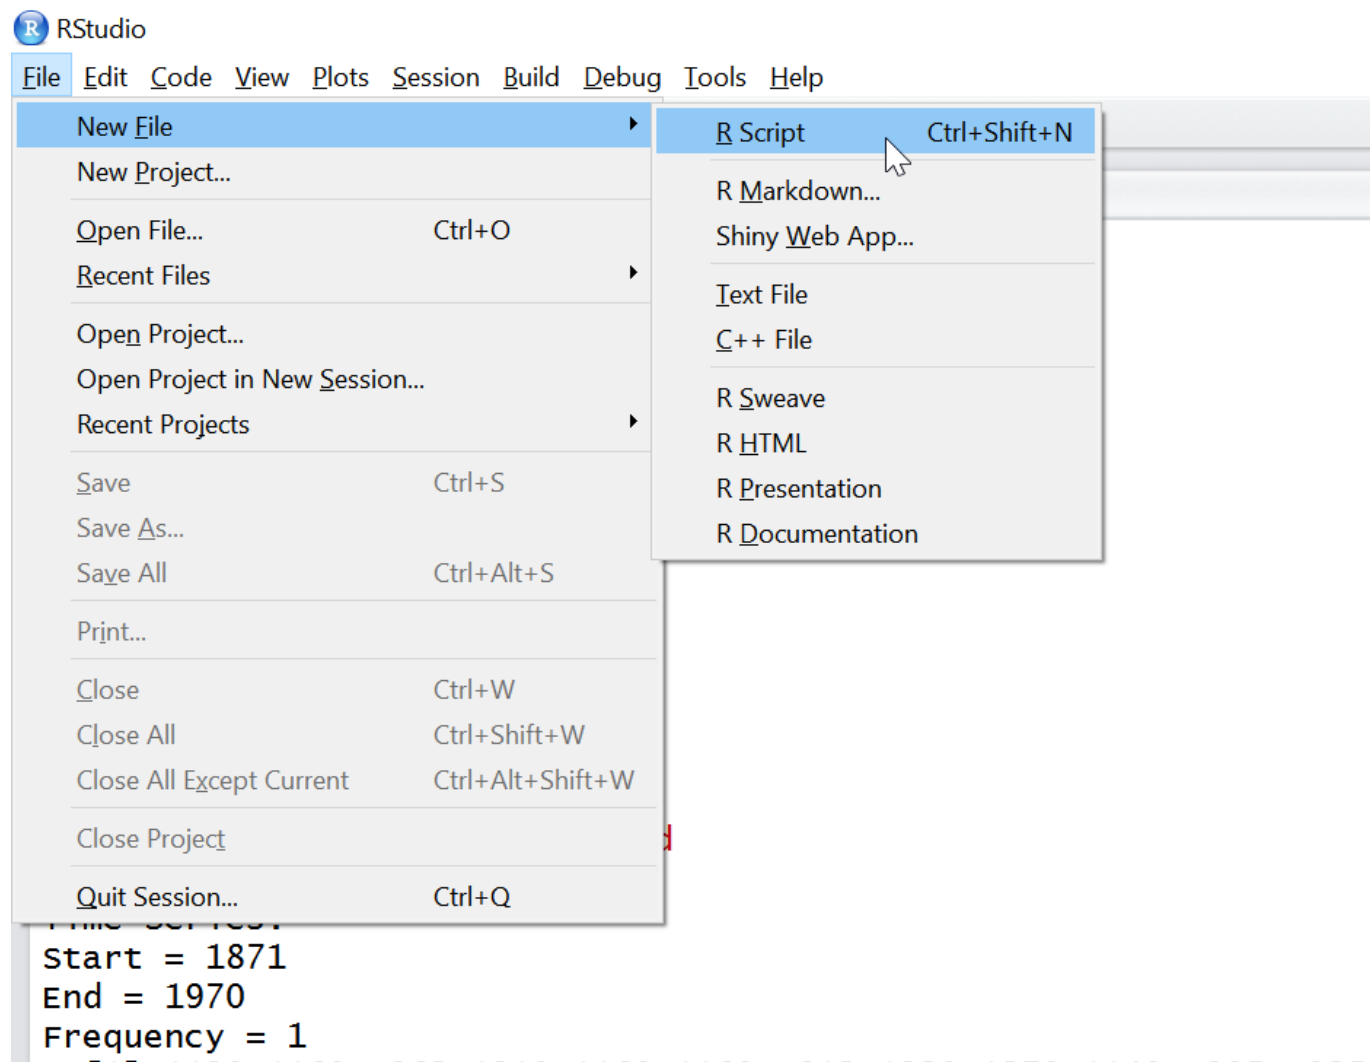 RStudio
File Edit Code View Plots Session Build Debug Tools Help
New File
New Project...
Open File... Ctrl+O
Recent Files
Open Project...
Open Project in New Session...
Recent Projects
Save Ctrl+S
Save As...
Save All Ctrl+Alt+S
Print...
Close Ctrl+W
Close All Ctrl+Shift+W
Close All Except Current Ctrl+Alt+Shift+W
Close Project
Quit Session... Ctrl+Q
R Script Ctrl+Shift+N
R Markdown...
Shiny Web App...
Text File
C++ File
R Sweave
R HTML
R Presentation
R Documentation
d
Time Series:
Start = 1871
End = 1970
Frequency = 1